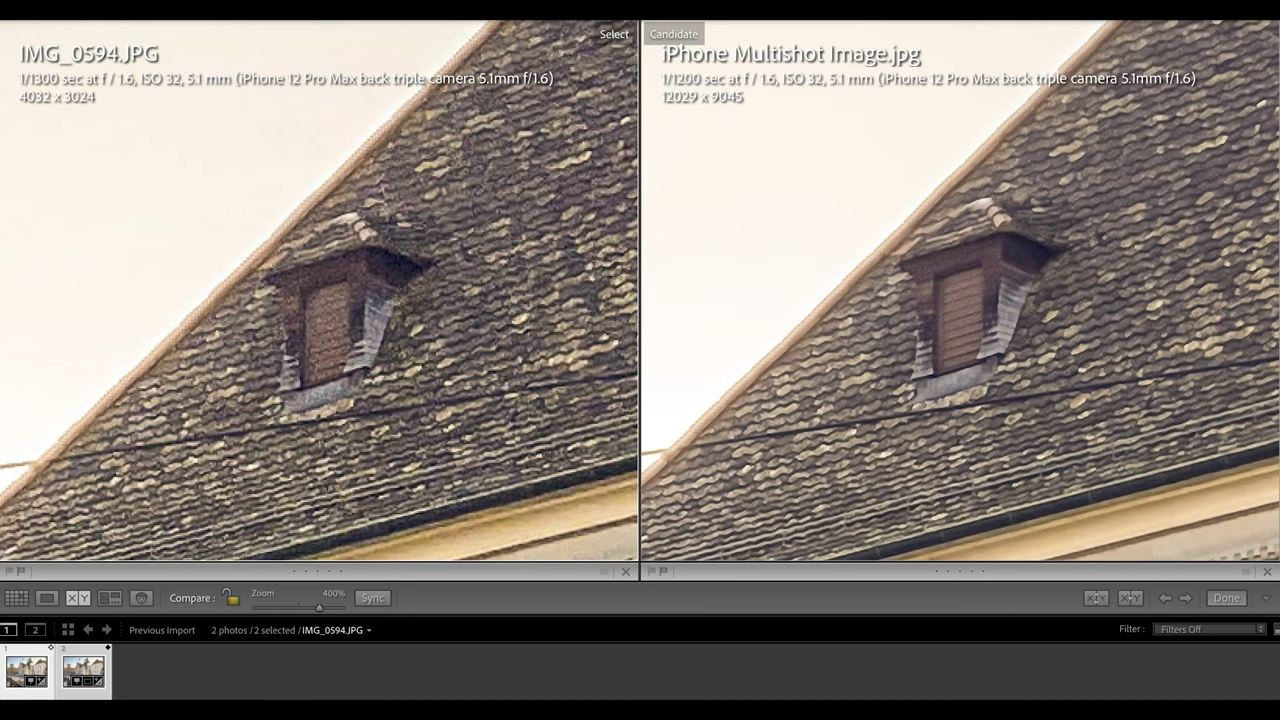 Select
IMG_0594.JPG
1/1300 sec at f / 1.6, ISO 32, 5.1 mm (iPhone 12 Pro Max back triple camera 5.1mm f/1.6)
4032 x 3024
Candidate
iPhone Multishot Image.jpg
1/1200 sec at f / 1.6, ISO 32, 5.1 mm (iPhone 12 Pro Max back triple camera 5.1mm f/1.6)
12029 x 9045
X Y Compare : Zoom 400% Sync X Y X Y Done
1 2 Previous Import 2 photos / 2 selected / IMG_0594.JPG Filter : Filters Off
1 2